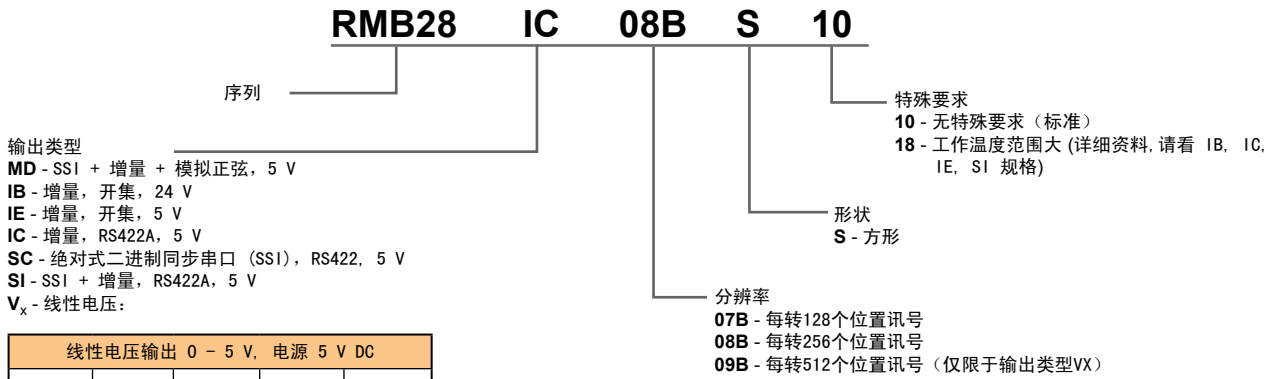 RMB28 IC 08B S 10
序列
特殊要求
10 - 无特殊要求（标准）
18 - 工作温度范围大 (详细资料,请看 IB, IC,
IE, SI 规格)
输出类型
MD - SSI + 增量 + 模拟正弦, 5 V
IB - 增量, 开集, 24 V
IE - 增量, 开集, 5 V
IC - 增量, RS422A, 5 V
SC - 绝对式二进制同步串口 (SSI), RS422, 5 V
SI - SSI + 增量, RS422A, 5 V
Vx - 线性电压:
形状
S - 方形
分辨率
07B - 每转128个位置讯号
08B - 每转256个位置讯号
09B - 每转512个位置讯号（仅限于输出类型VX）
线性电压输出 0 - 5 V, 电源 5 V DC